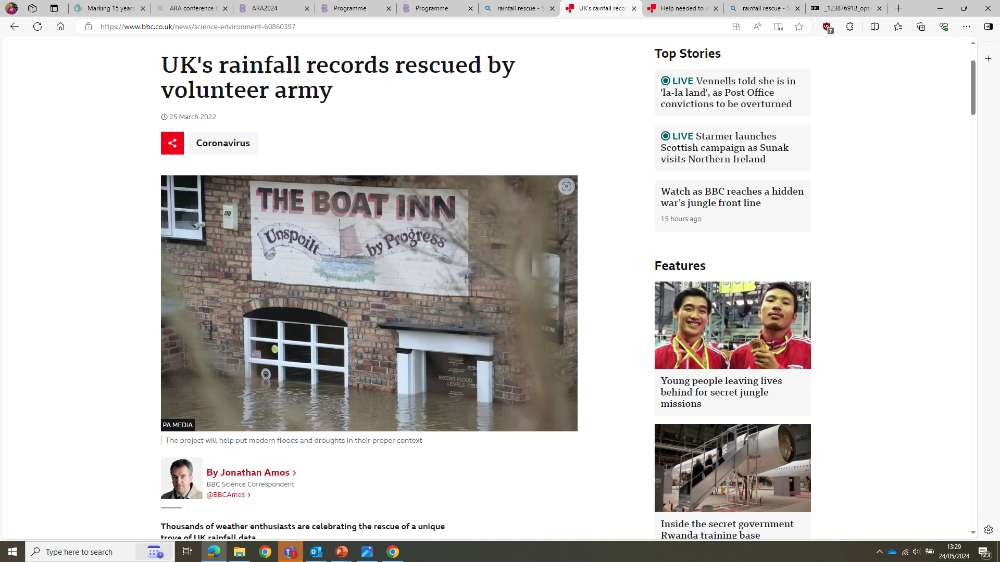 Marking 15 years
ARA conference b
ARA2024
Programme
Programme
rainfall rescue - S
UK's rainfall recor
Help needed to r
rainfall rescue - S
_123876918_opti
https://www.bbc.co.uk/news/science-environment-60860397
7
UK's rainfall records rescued by
volunteer army
25 March 2022
Coronavirus
THE BOAT INN
Unspoilt by Progress
BOAT INN
RECORD FLOOD
LEVELS
PA MEDIA
The project will help put modern floods and droughts in their proper context
By Jonathan Amos
BBC Science Correspondent
@BBCAmos
Thousands of weather enthusiasts are celebrating the rescue of a unique
trove of UK rainfall data.
Top Stories
LIVE Vennells told she is in
'la-la land', as Post Office
convictions to be overturned
LIVE Starmer launches
Scottish campaign as Sunak
visits Northern Ireland
Watch as BBC reaches a hidden
war's jungle front line
15 hours ago
Features
Young people leaving lives
behind for secret jungle
missions
Inside the secret government
Rwanda training base
Type here to search
1
13:29
24/05/2024
23